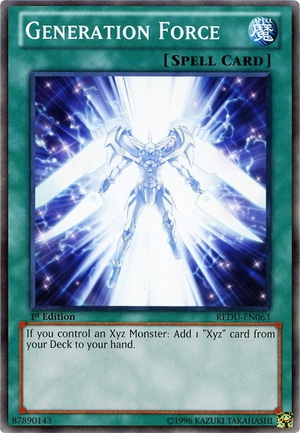 GENERATION FORCE
魔
[SPELL CARD]
1st Edition
REDU-EN063
If you control an Xyz Monster: Add 1 "Xyz" card from
your Deck to your hand.
87890143
©1996 KAZUKI TAKAHASHI